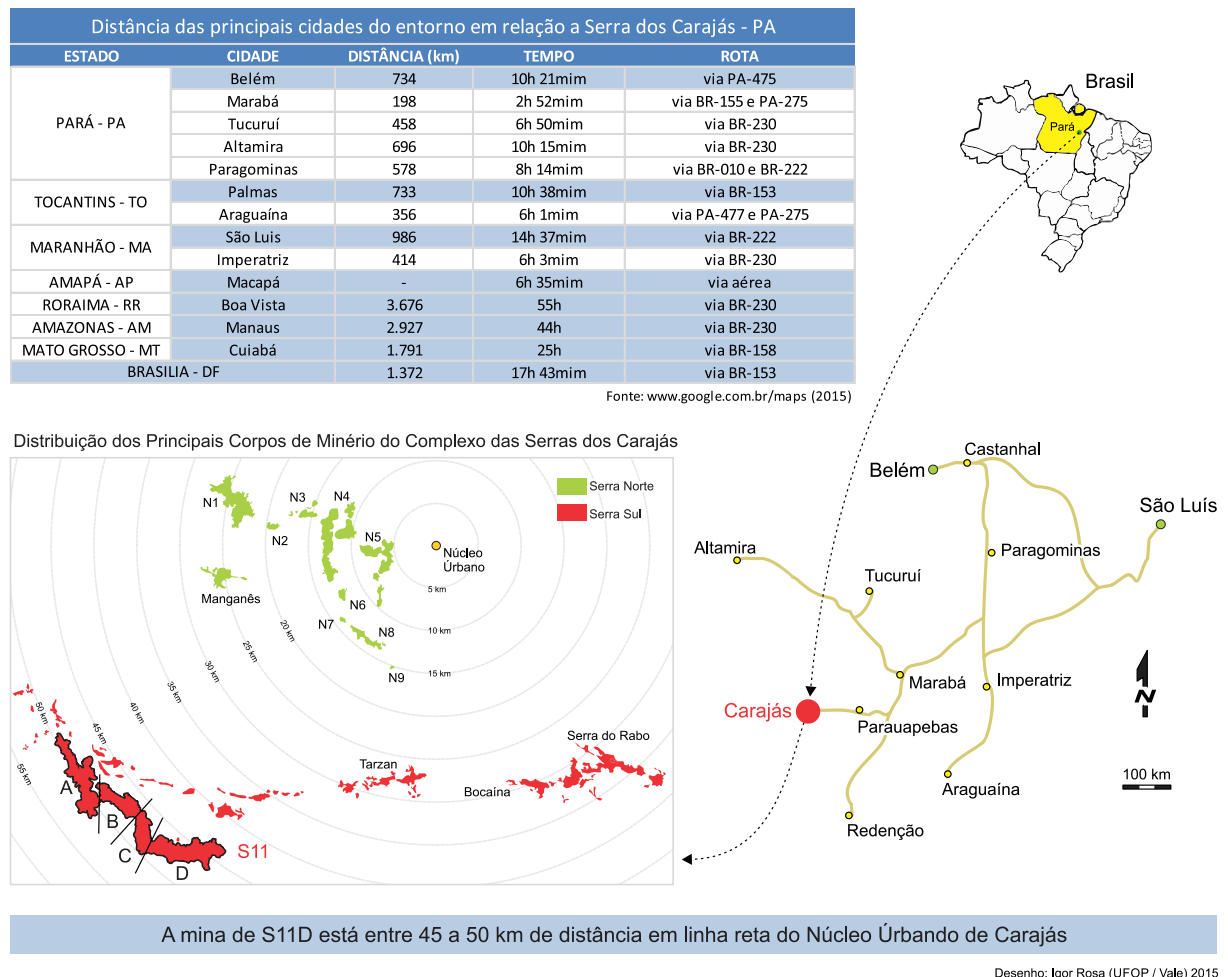 Distância das principais cidades do entorno em relação a Serra dos Carajás - PA
ESTADO CIDADE DISTÂNCIA (km) TEMPO ROTA
PARÁ - PA
Belém 734 10h 21mim via PA-475
Marabá 198 2h 52mim via BR-155 e PA-275
Tucuruí 458 6h 50mim via BR-230
Altamira 696 10h 15mim via BR-230
Paragominas 578 8h 14mim via BR-010 e BR-222
TOCANTINS - TO
Palmas 733 10h 38mim via BR-153
Araguaína 356 6h 1mim via PA-477 e PA-275
MARANHÃO - MA
São Luis 986 14h 37mim via BR-222
Imperatriz 414 6h 3mim via BR-230
AMAPÁ - AP Macapá - 6h 35mim via aérea
RORAIMA - RR Boa Vista 3.676 55h via BR-230
AMAZONAS - AM Manaus 2.927 44h via BR-230
MATO GROSSO - MT Cuiabá 1.791 25h via BR-158
BRASILIA - DF 1.372 17h 43mim via BR-153
Fonte: www.google.com.br/maps (2015)
Brasil
Pará
Distribuição dos Principais Corpos de Minério do Complexo das Serras dos Carajás
Serra Norte
Serra Sul
N1
N2
N3
N4
N5
Núcleo
Úrbano
Manganês
N6
N7
N8
N9
5 km
10 km
15 km
20 km
25 km
30 km
35 km
40 km
45 km
50 km
55 km
Serra do Rabo
Tarzan
Bocaína
A
B
C
D
S11
Castanhal
Belém
São Luís
Altamira
Paragominas
Tucuruí
Marabá
Imperatriz
Carajás
Parauapebas
N
Araguaína
100 km
Redenção
A mina de S11D está entre 45 a 50 km de distância em linha reta do Núcleo Úrbando de Carajás
Desenho: Igor Rosa (UFOP / Vale) 2015